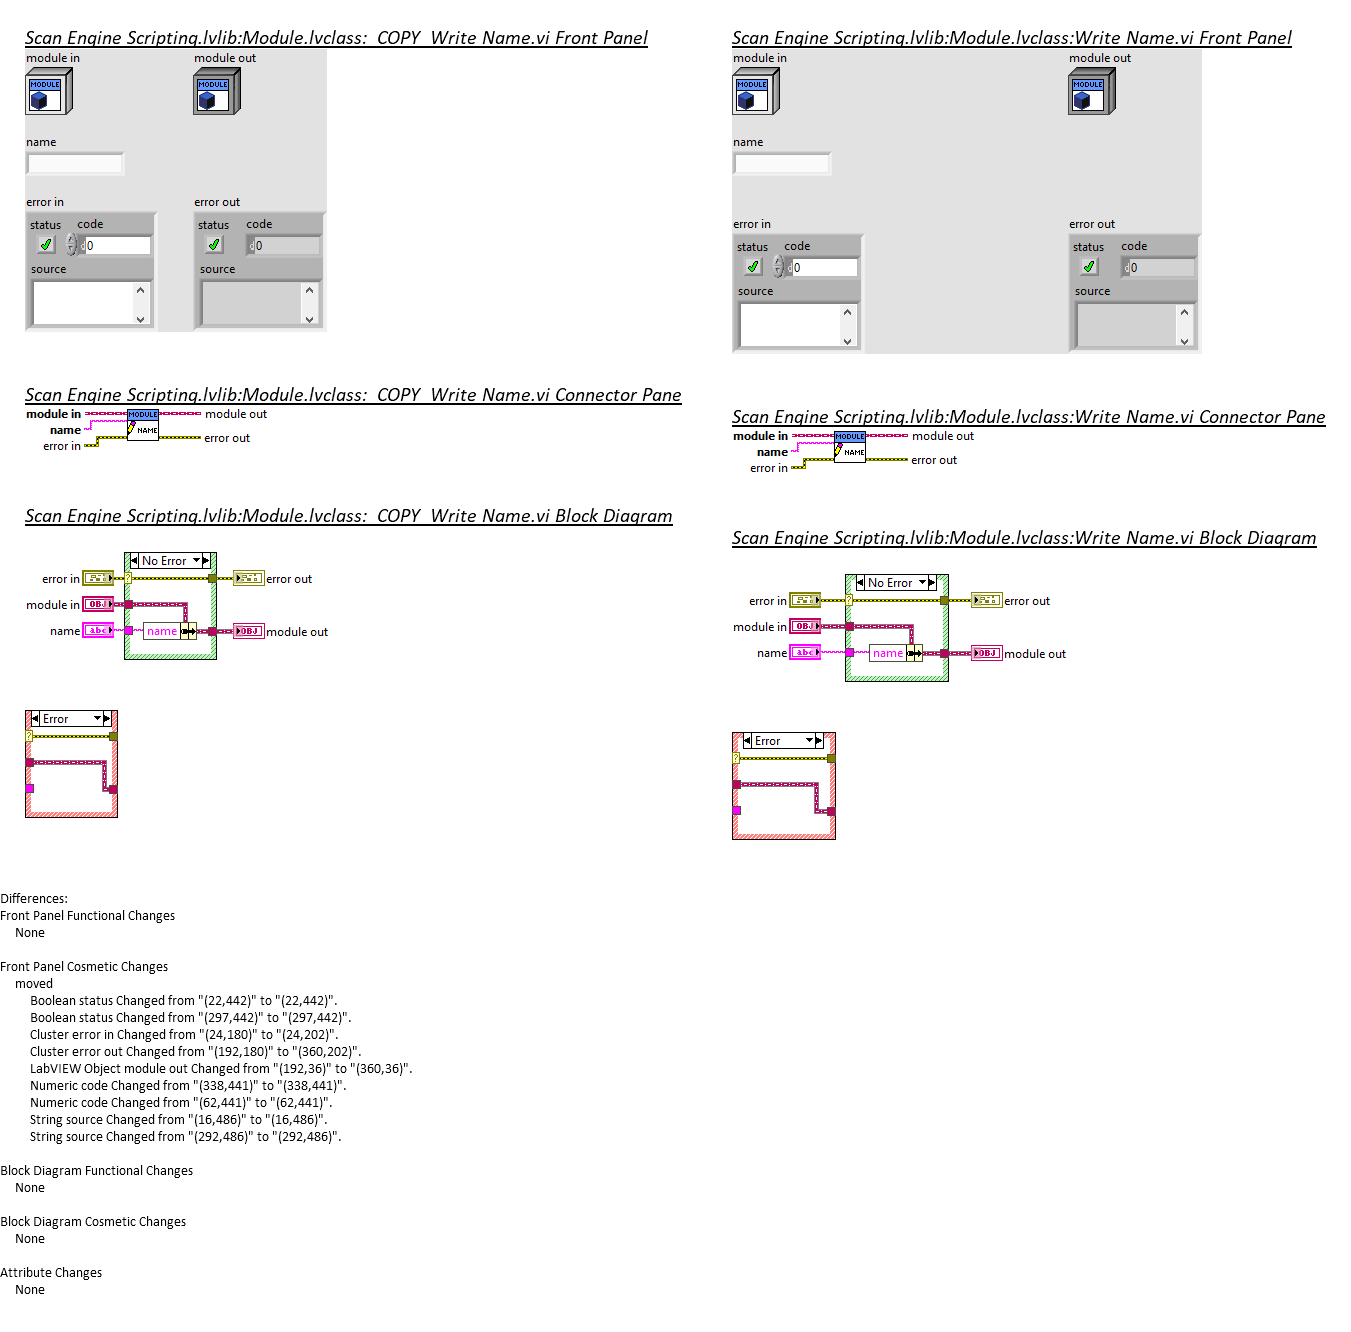 Scan Engine Scripting.lvlib:Module.lvclass:_COPY_Write Name.vi Front Panel
module in
module out
MODULE
MODULE
name
error in
error out
status
code
status
code
0
0
source
source
Scan Engine Scripting.lvlib:Module.lvclass:_COPY_Write Name.vi Connector Pane
module in
MODULE
module out
name
NAME
error in
error out
Scan Engine Scripting.lvlib:Module.lvclass:_COPY_Write Name.vi Block Diagram
No Error
error in
?
error out
module in
OBJ
name
abc
name
OBJ
module out
Error
?
Scan Engine Scripting.lvlib:Module.lvclass:Write Name.vi Front Panel
module in
module out
MODULE
MODULE
name
error in
error out
status
code
status
code
d
0
d
0
source
source
Scan Engine Scripting.lvlib:Module.lvclass:Write Name.vi Connector Pane
module in
MODULE
module out
name
NAME
error in
error out
Scan Engine Scripting.lvlib:Module.lvclass:Write Name.vi Block Diagram
No Error
error in
?
error out
module in
OBJ
name
abc
name
OBJ
module out
Error
?
Differences:
Front Panel Functional Changes
None
Front Panel Cosmetic Changes
moved
Boolean status Changed from "(22,442)" to "(22,442)".
Boolean status Changed from "(297,442)" to "(297,442)".
Cluster error in Changed from "(24,180)" to "(24,202)".
Cluster error out Changed from "(192,180)" to "(360,202)".
LabVIEW Object module out Changed from "(192,36)" to "(360,36)".
Numeric code Changed from "(338,441)" to "(338,441)".
Numeric code Changed from "(62,441)" to "(62,441)".
String source Changed from "(16,486)" to "(16,486)".
String source Changed from "(292,486)" to "(292,486)".
Block Diagram Functional Changes
None
Block Diagram Cosmetic Changes
None
Attribute Changes
None